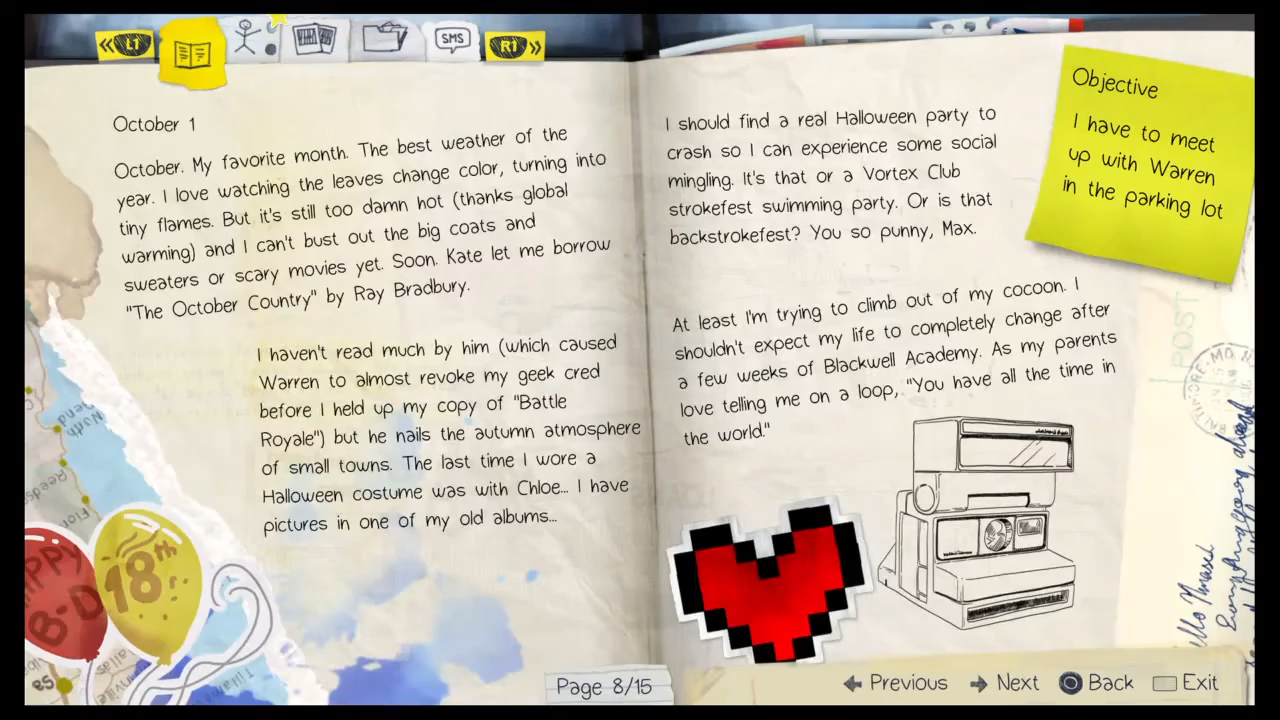 L1
SMS
R1
October 1
October. My favorite month. The best weather of the
year. I love watching the leaves change color, turning into
tiny flames. But it's still too damn hot (thanks global
warming) and I can't bust out the big coats and
sweaters or scary movies yet. Soon. Kate let me borrow
"The October Country" by Ray Bradbury.
I haven't read much by him (which caused
Warren to almost revoke my geek cred
before I held up my copy of "Battle
Royale") but he nails the autumn atmosphere
of small towns. The last time I wore a
Halloween costume was with Chloe... I have
pictures in one of my old albums...
I should find a real Halloween party to
crash so I can experience some social
mingling. It's that or a Vortex Club
strokefest swimming party. Or is that
backstrokefest? You so punny, Max.
At least I'm trying to climb out of my cocoon. I
shouldn't expect my life to completely change after
a few weeks of Blackwell Academy. As my parents
love telling me on a loop, "You have all the time in
the world."
Objective
I have to meet
up with Warren
in the parking lot
POST
B-D
18th
Page 8/15
Previous
Next
Back
Exit